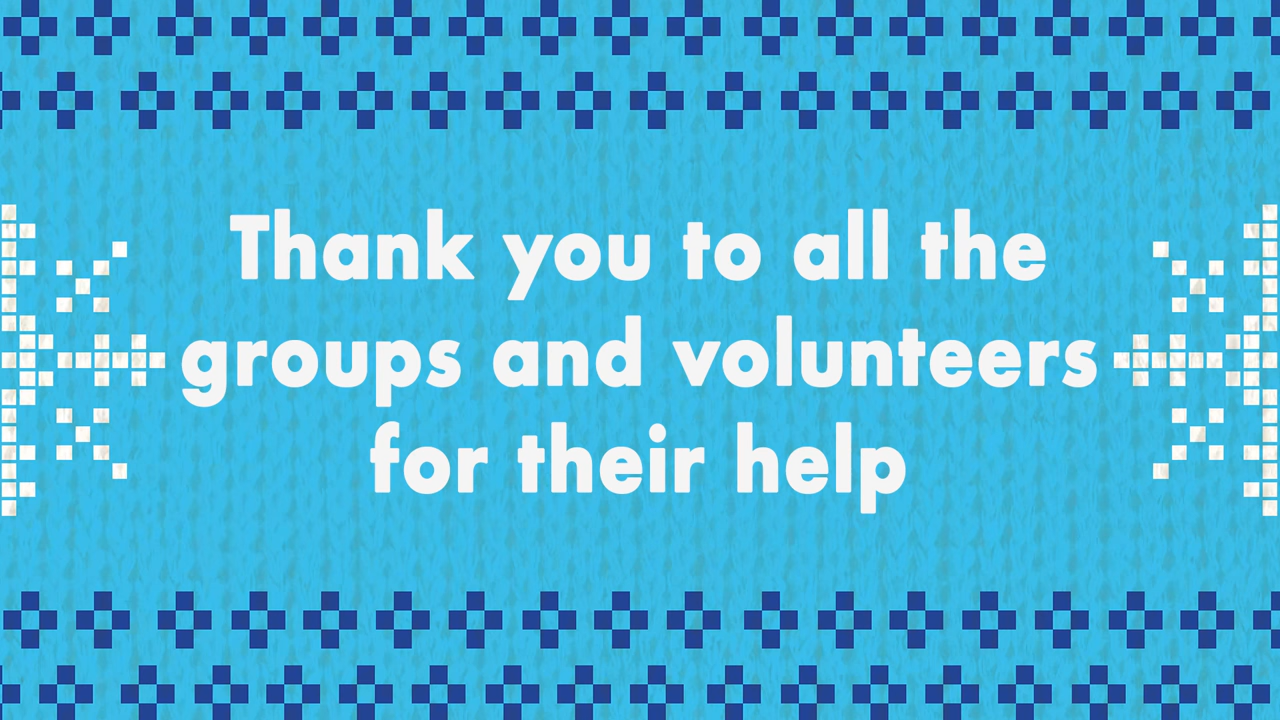 Thank you to all the
groups and volunteers
for their help